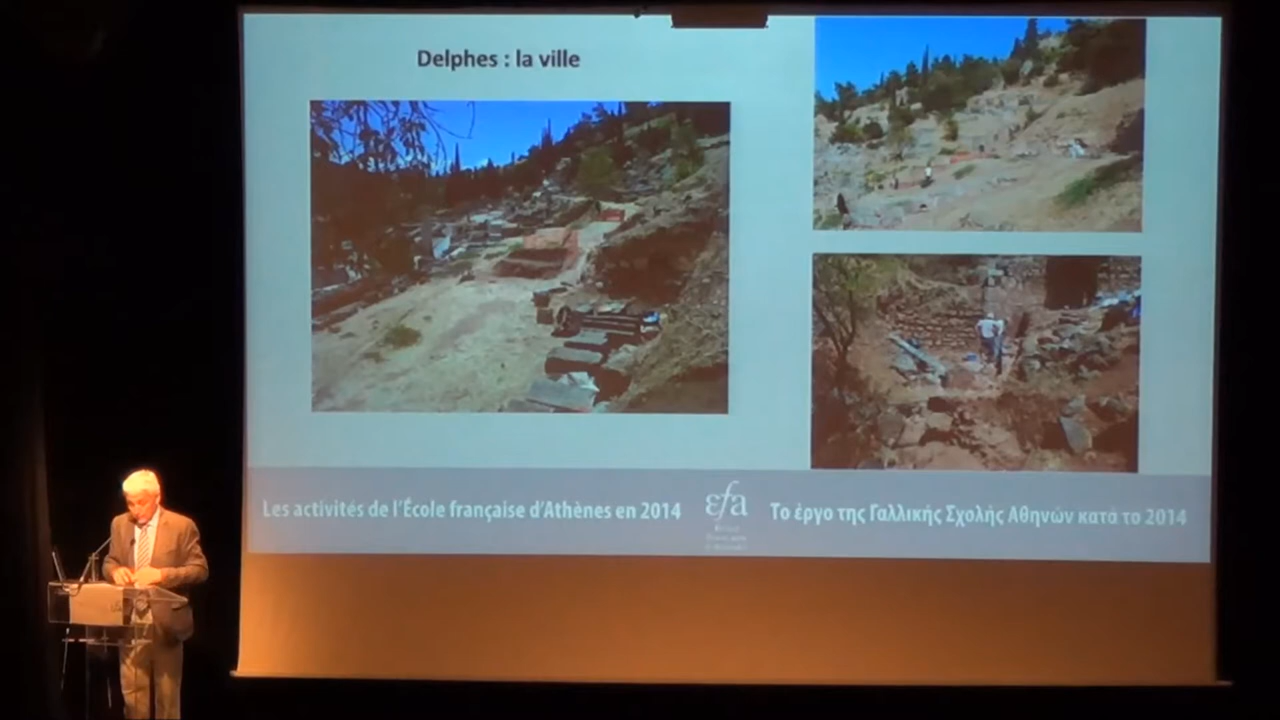 Delphes : la ville
Les activités de l'École française d'Athènes en 2014
efa
Το έργο της Γαλλικής Σχολής Αθηνών κατά το 2014